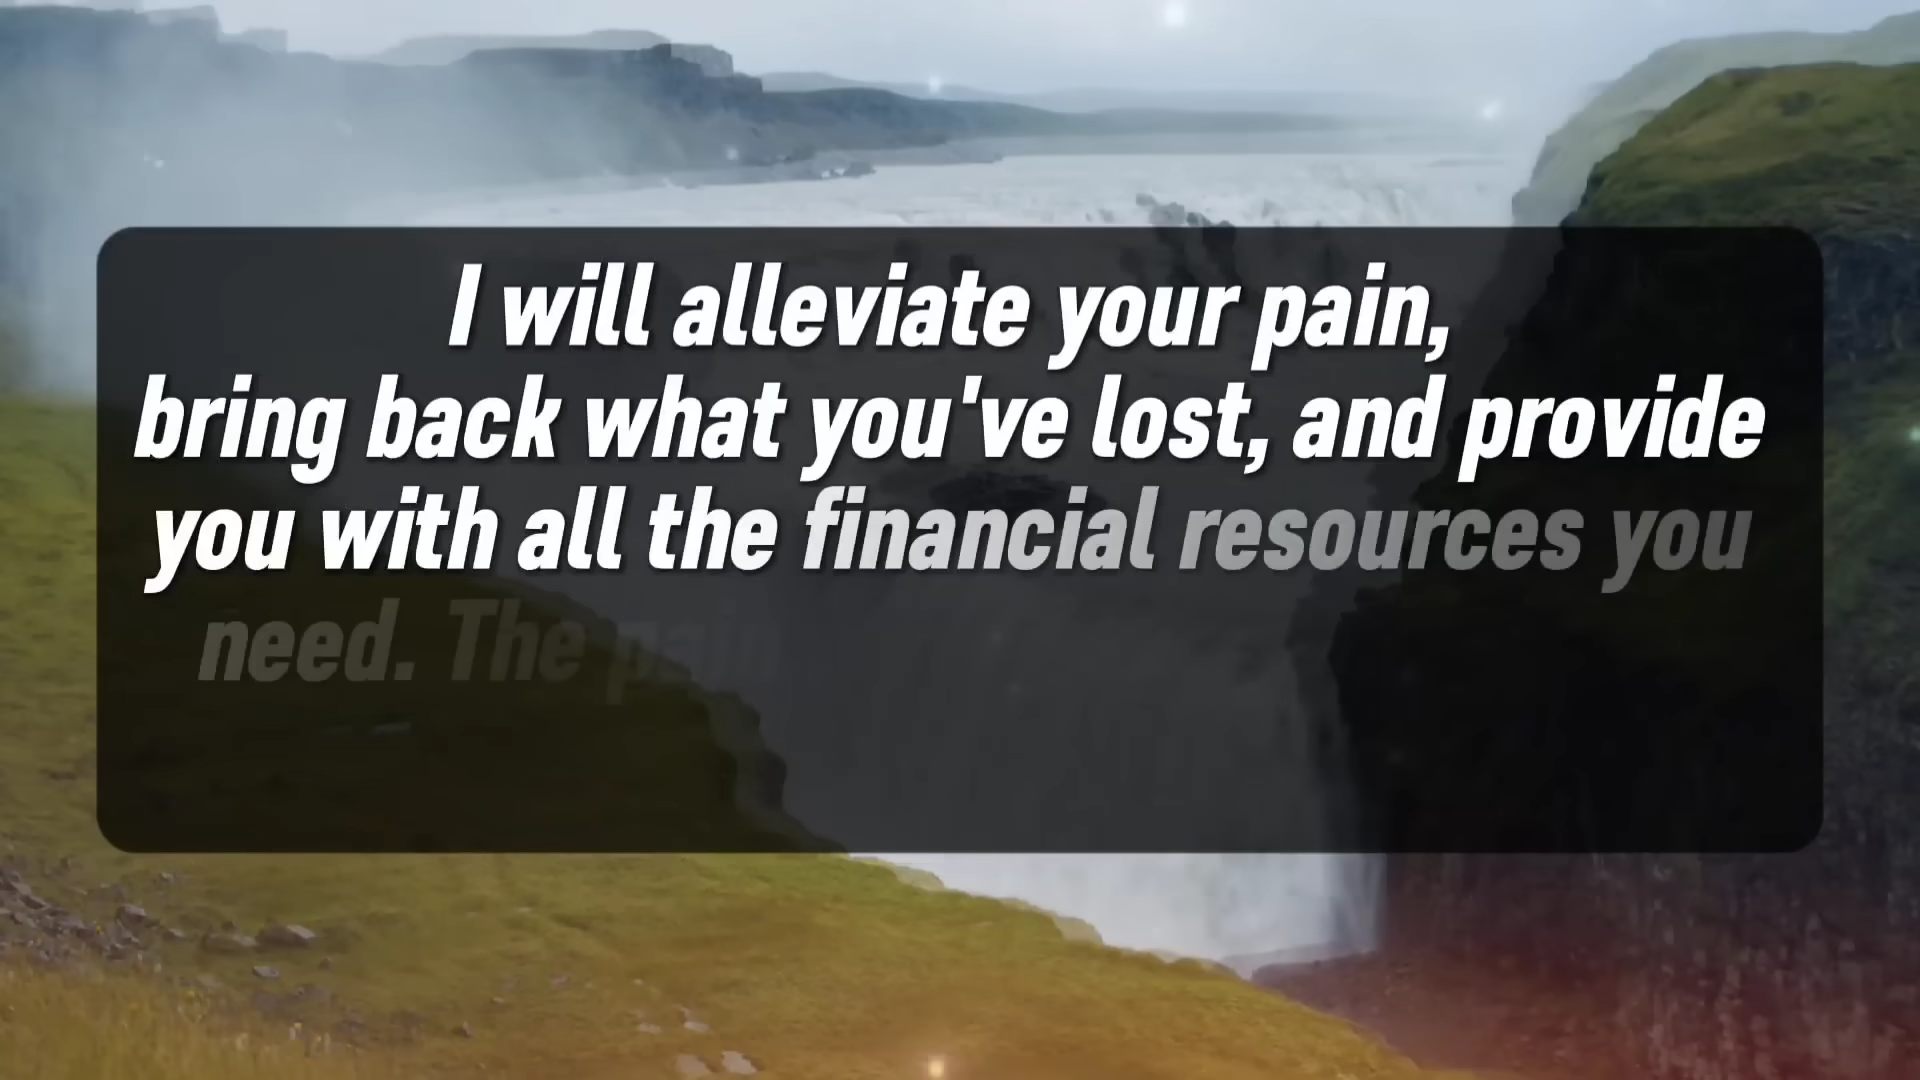 I will alleviate your pain,
bring back what you've lost, and provide
you with all the financial resources you
need. The pain